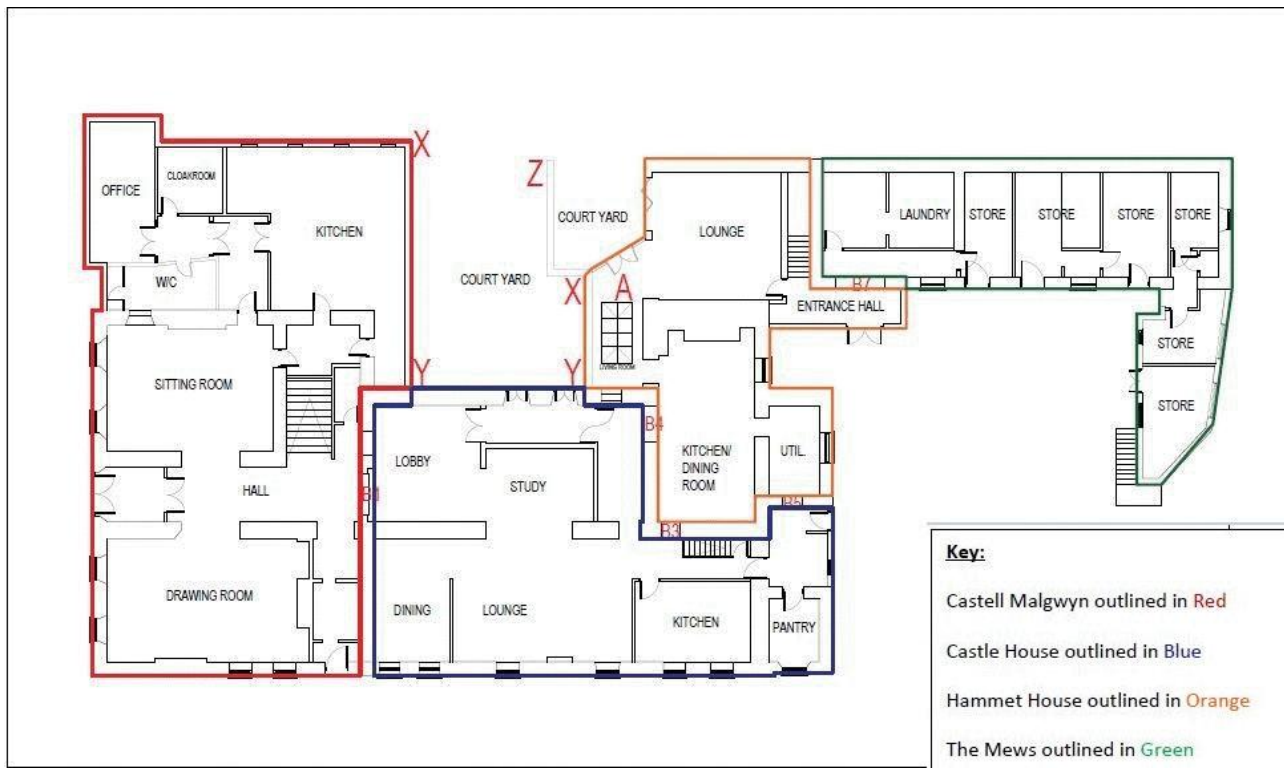 X
OFFICE
CLOAKROOM
KITCHEN
W/C
SITTING ROOM
HALL
DRAWING ROOM
Y
B1
Z
COURT YARD
COURT YARD
X
A
LIVING ROOM
Y
LOUNGE
ENTRANCE HALL
B7
B4
KITCHEN/
DINING
ROOM
UTIL.
B5
B3
LOBBY
STUDY
DINING
LOUNGE
KITCHEN
PANTRY
LAUNDRY
STORE
STORE
STORE
STORE
STORE
STORE
Key:
Castell Malgwyn outlined in Red
Castle House outlined in Blue
Hammet House outlined in Orange
The Mews outlined in Green